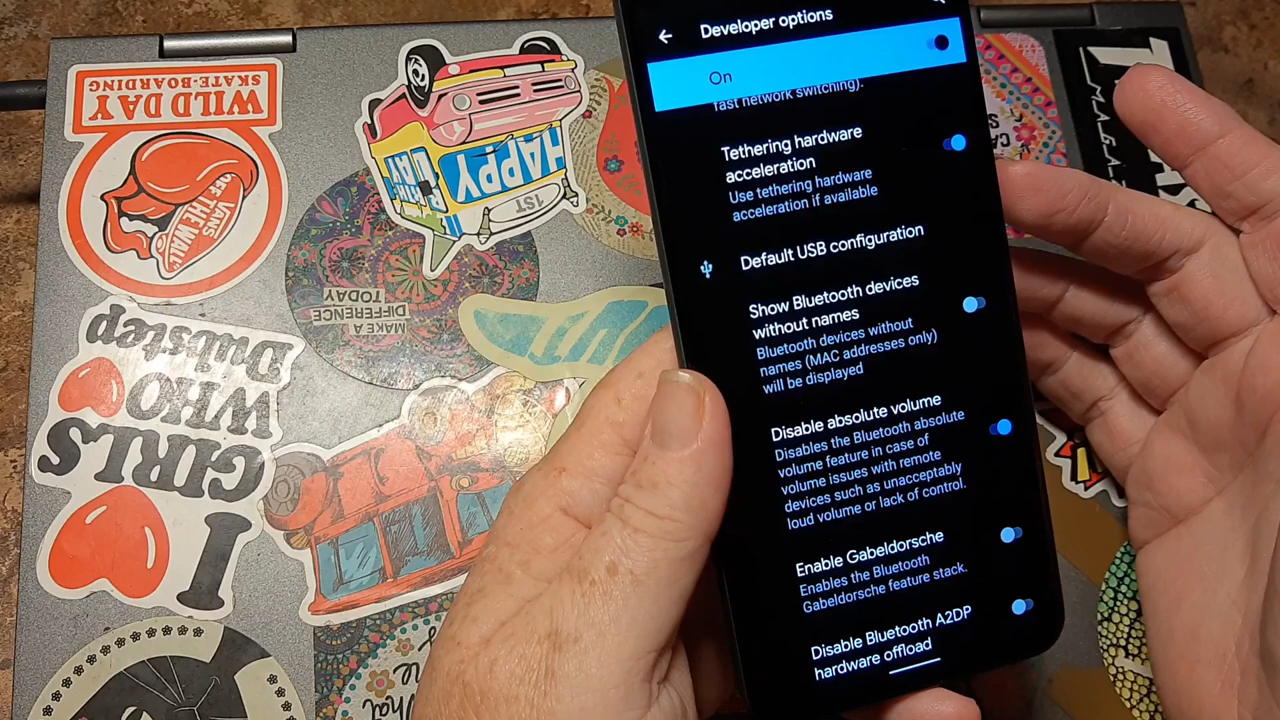 Developer options
On
fast network switching).
Tethering hardware
acceleration
Use tethering hardware
acceleration if available
Default USB configuration
Show Bluetooth devices
without names
Bluetooth devices without
names (MAC addresses only)
will be displayed
Disable absolute volume
Disables the Bluetooth absolute
volume feature in case of
volume issues with remote
devices such as unacceptably
loud volume or lack of control.
Enable Gabeldorsche
Enables the Bluetooth
Gabeldorsche feature stack.
Disable Bluetooth A2DP
hardware offload
WILD DAY
SKATE-BOARDING
VANS
OFF THE WALL
HAPPY
DAY
1ST
MAKE A
DIFFERENCE
TODAY
I
GIRLS
WHO
Dubstep